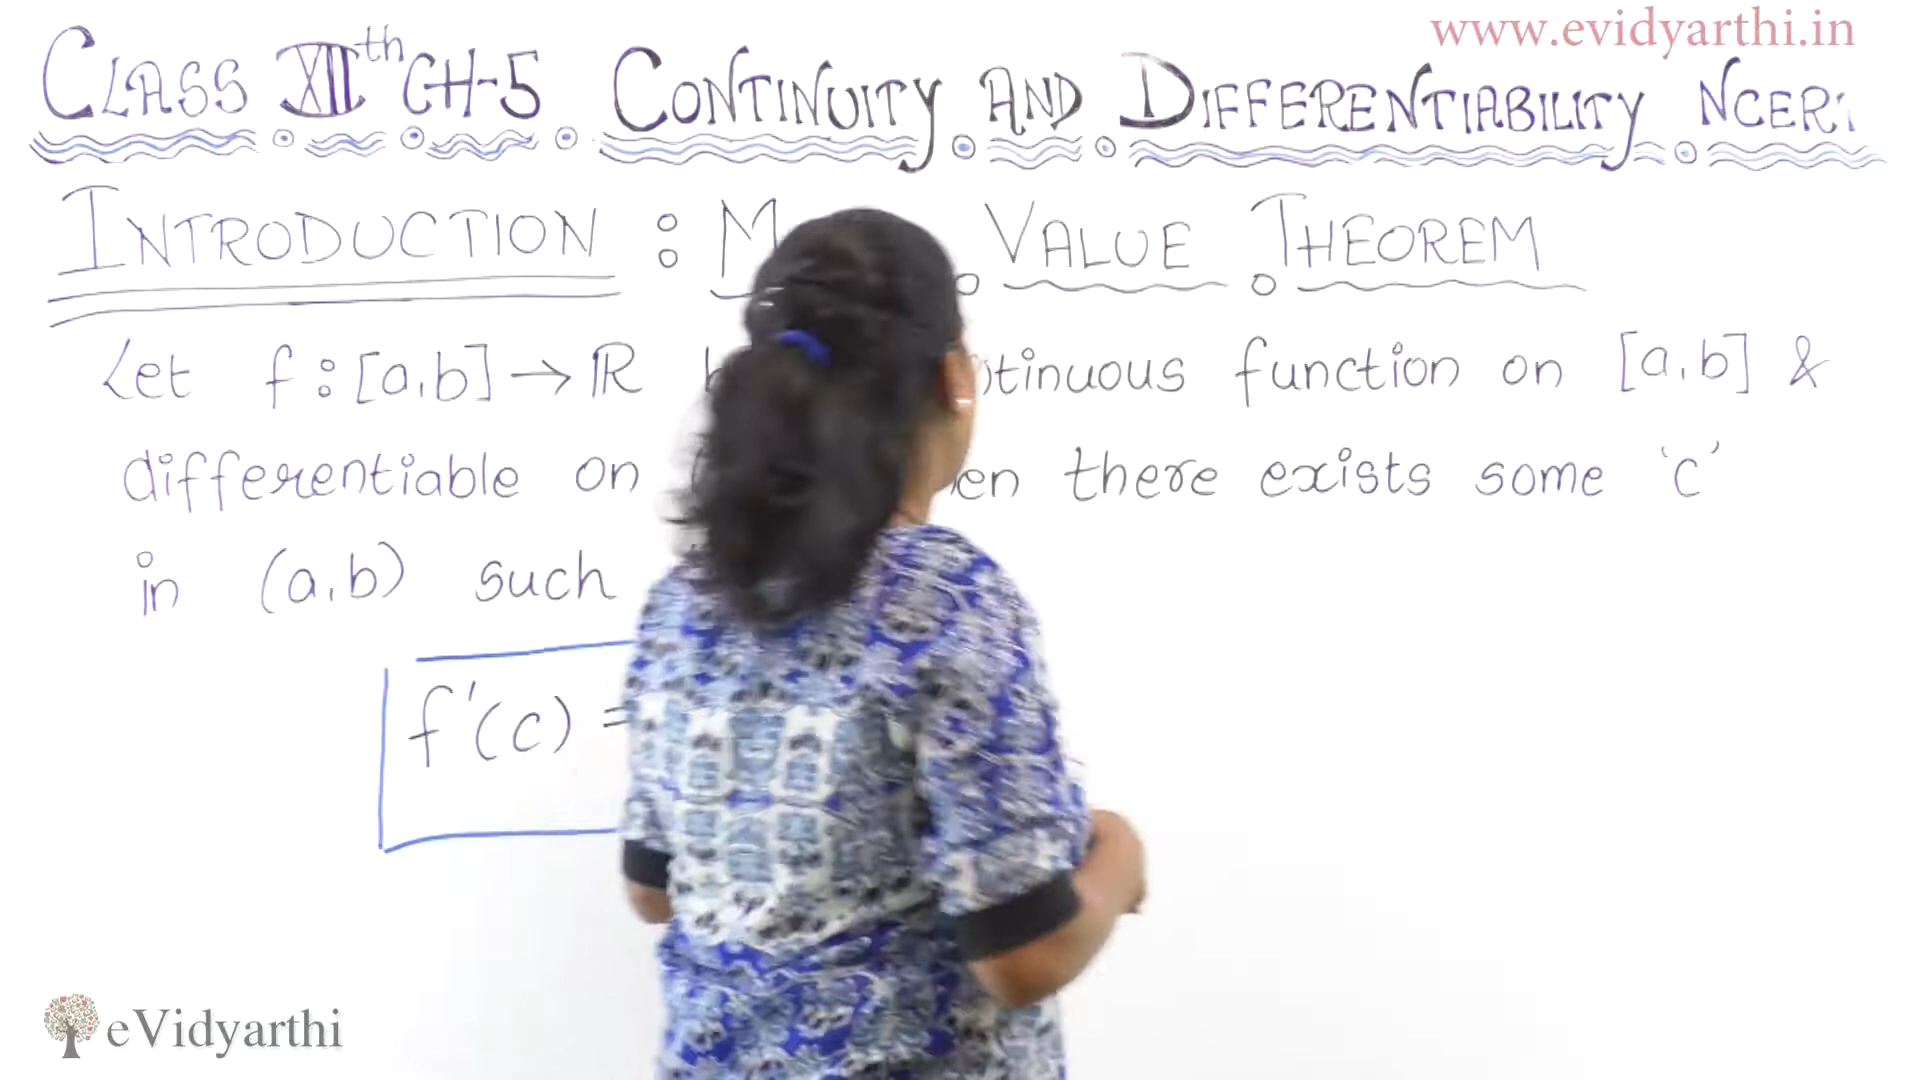 www.evidyarthi.in
CLASS XIIth CH-5 CONTINUITY AND DIFFERENTIABILITY NCER
INTRODUCTION : M VALUE THEOREM
Let f : [a,b] → R tinuous function on [a,b] &
differentiable on en there exists some 'c'
in (a,b) such
f'(c) =
eVidyarthi